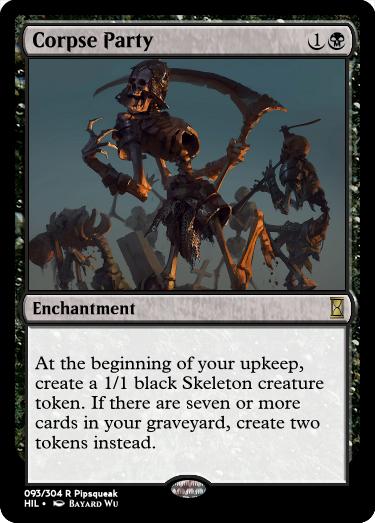 Corpse Party 1
Enchantment
At the beginning of your upkeep,
create a 1/1 black Skeleton creature
token. If there are seven or more
cards in your graveyard, create two
tokens instead.
093/304 R Pipsqueak
HIL • Bayard Wu